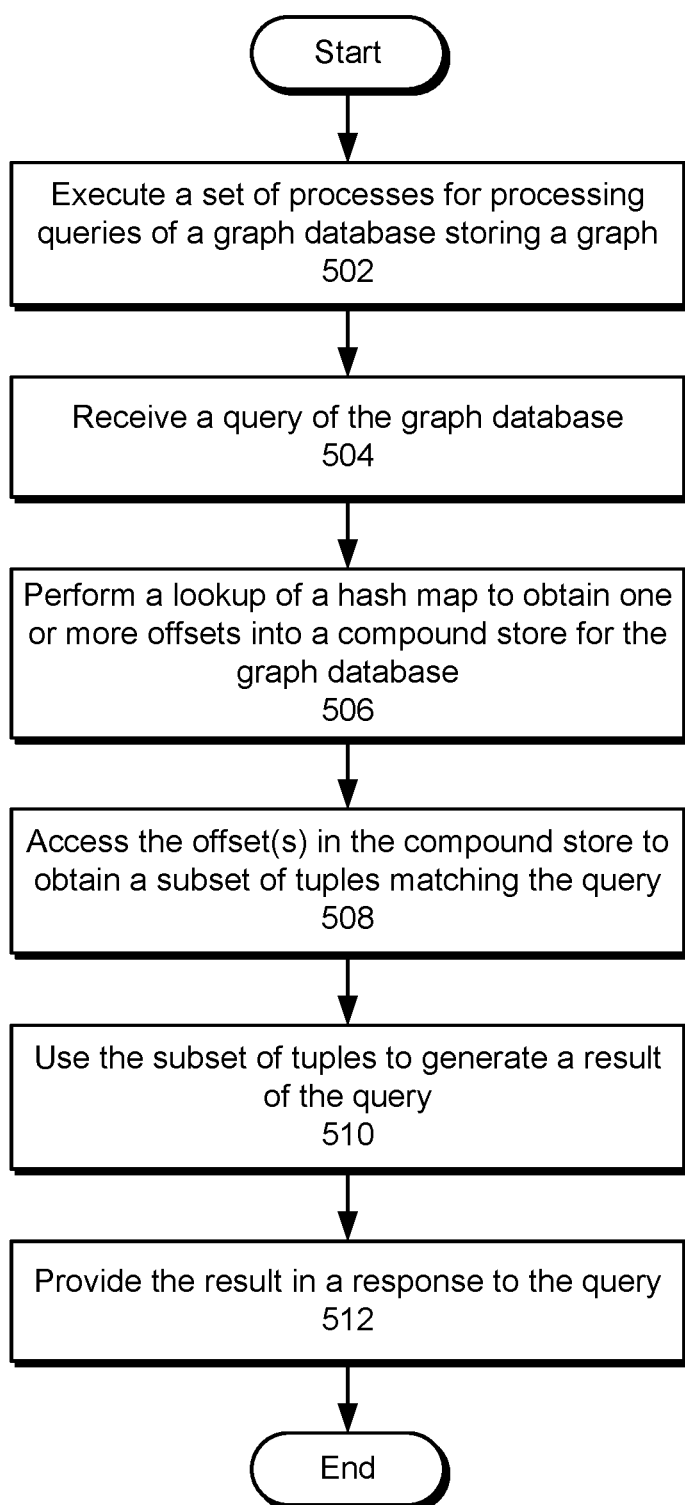 Start
Execute a set of processes for processing
queries of a graph database storing a graph
502
Receive a query of the graph database
504
Perform a lookup of a hash map to obtain one
or more offsets into a compound store for the
graph database
506
Access the offset(s) in the compound store to
obtain a subset of tuples matching the query
508
Use the subset of tuples to generate a result
of the query
510
Provide the result in a response to the query
512
End